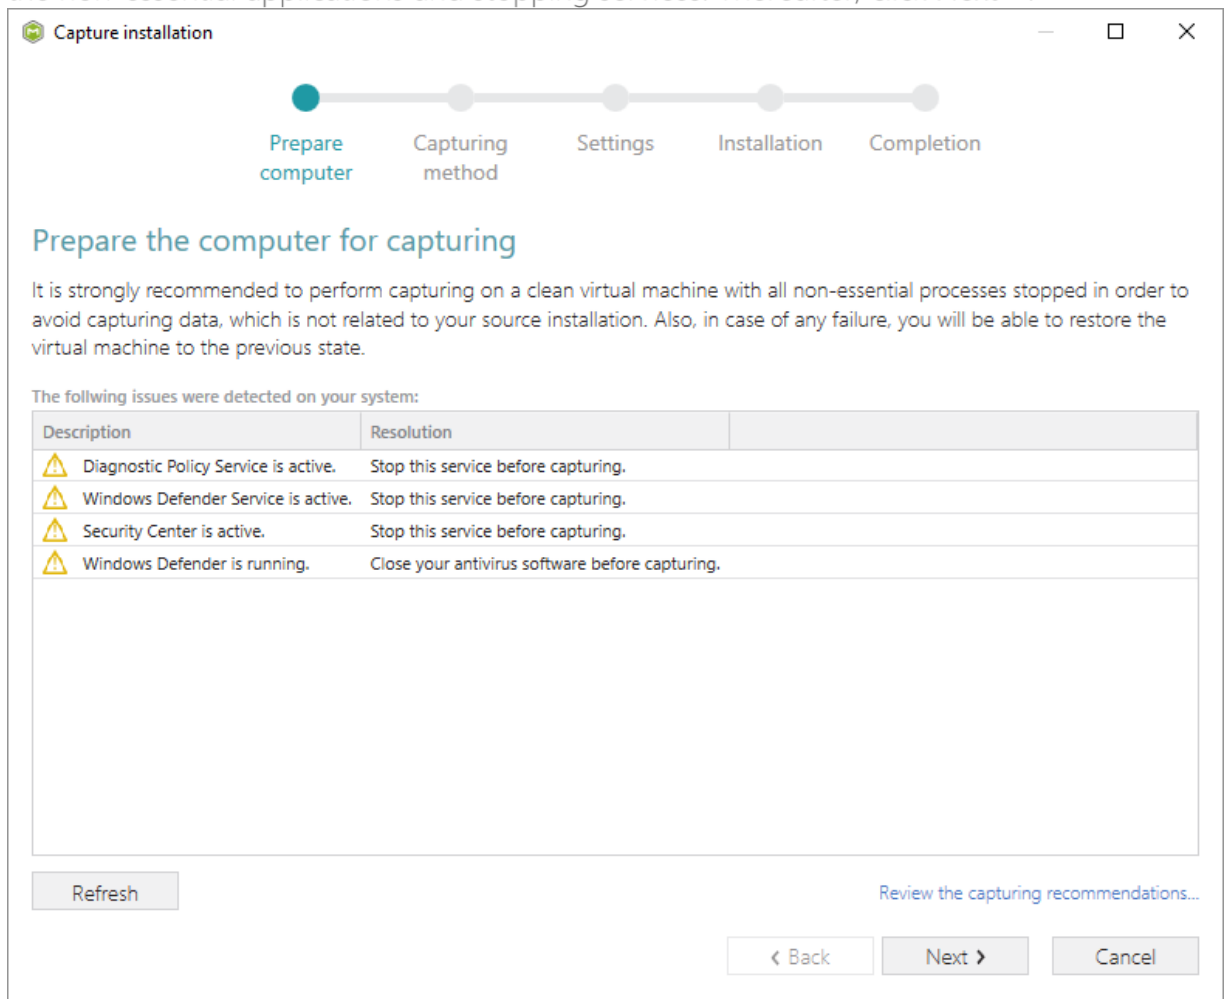 Capture installation
Prepare computer
Capturing method
Settings
Installation
Completion
Prepare the computer for capturing
It is strongly recommended to perform capturing on a clean virtual machine with all non-essential processes stopped in order to
avoid capturing data, which is not related to your source installation. Also, in case of any failure, you will be able to restore the
virtual machine to the previous state.
The follwing issues were detected on your system:
Description Resolution
Diagnostic Policy Service is active. Stop this service before capturing.
Windows Defender Service is active. Stop this service before capturing.
Security Center is active. Stop this service before capturing.
Windows Defender is running. Close your antivirus software before capturing.
Refresh
Review the capturing recommendations...
Back
Next
Cancel